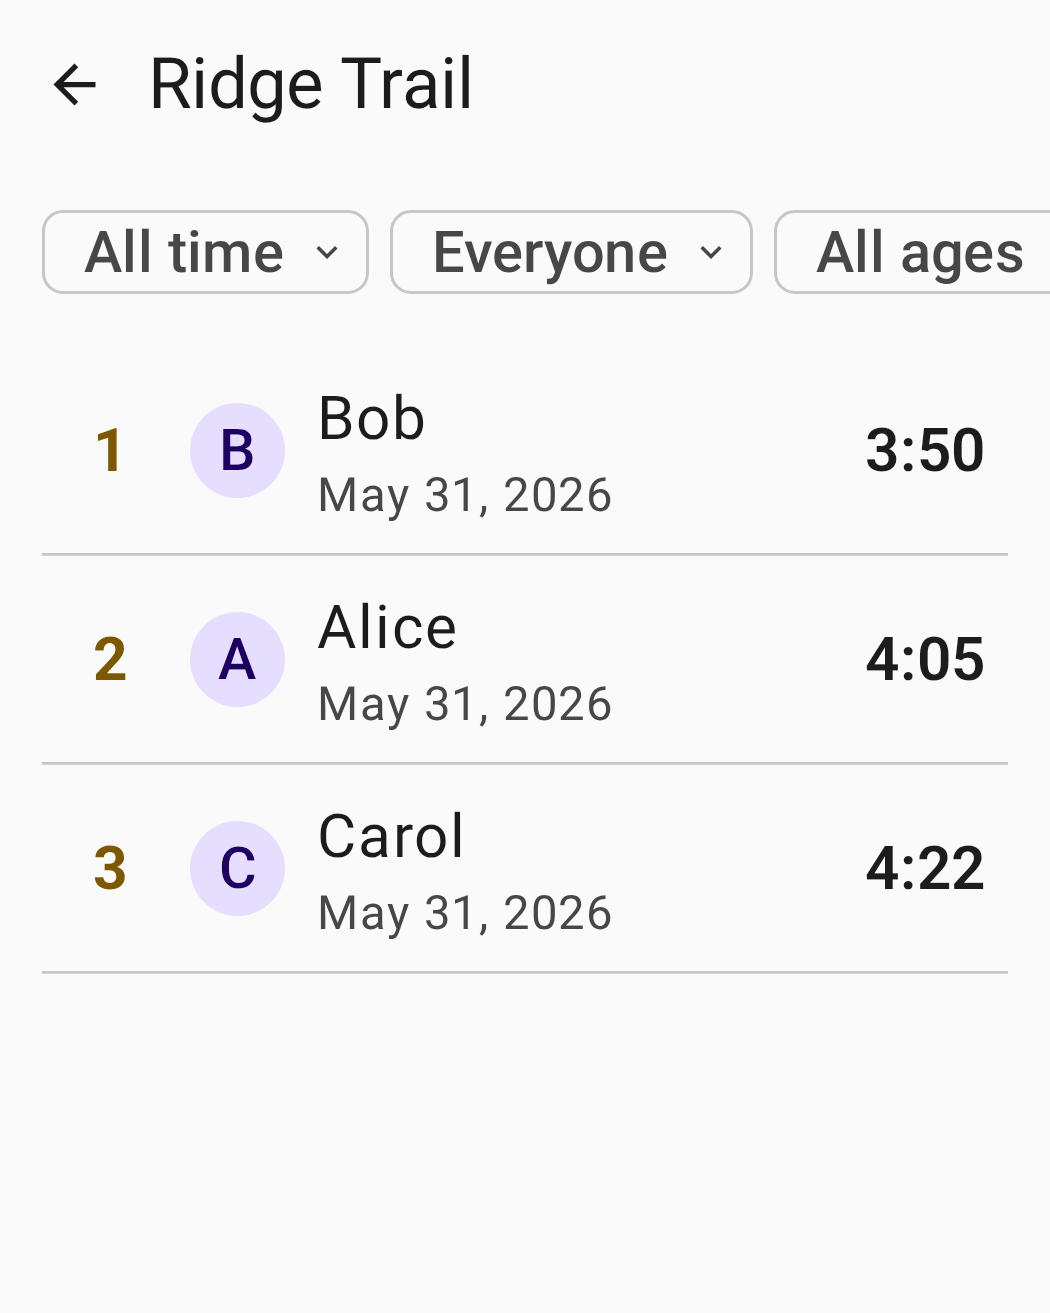 Ridge Trail
All time Everyone All ages
1 B Bob 3:50
May 31, 2026
2 A Alice 4:05
May 31, 2026
3 C Carol 4:22
May 31, 2026